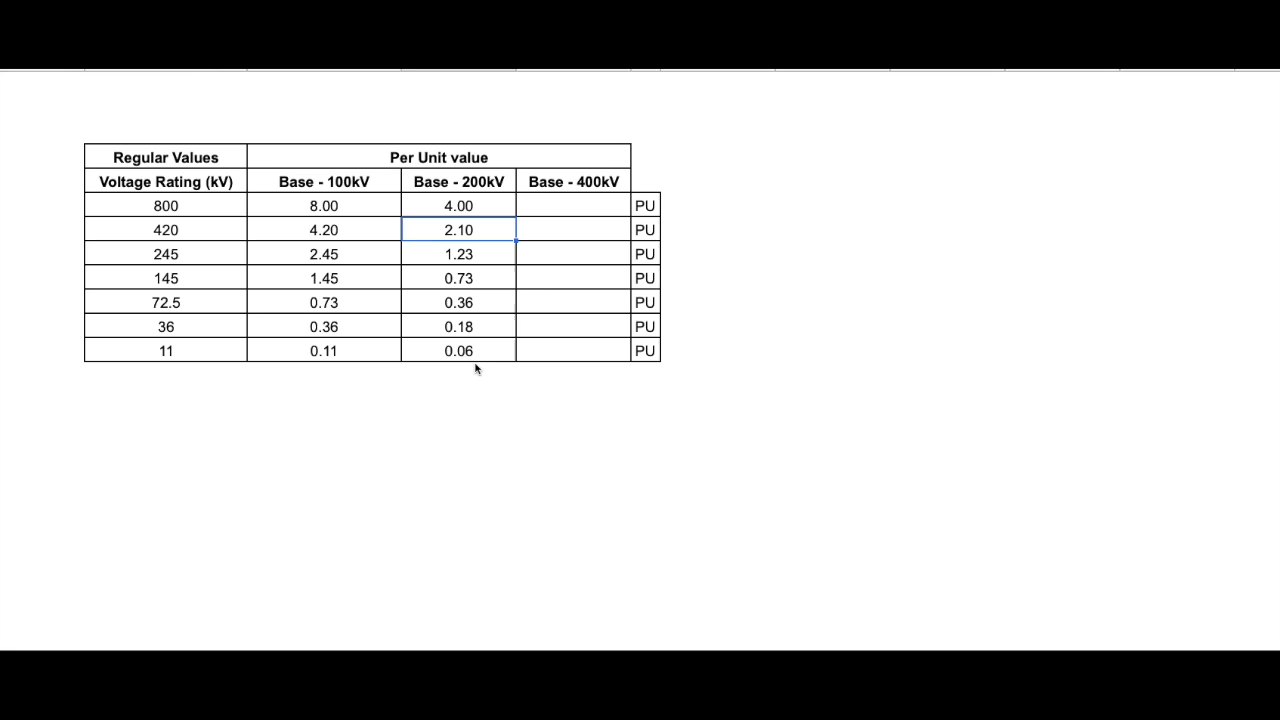 Regular Values Per Unit value
Voltage Rating (kV) Base - 100kV Base - 200kV Base - 400kV
800 8.00 4.00 PU
420 4.20 2.10 PU
245 2.45 1.23 PU
145 1.45 0.73 PU
72.5 0.73 0.36 PU
36 0.36 0.18 PU
11 0.11 0.06 PU